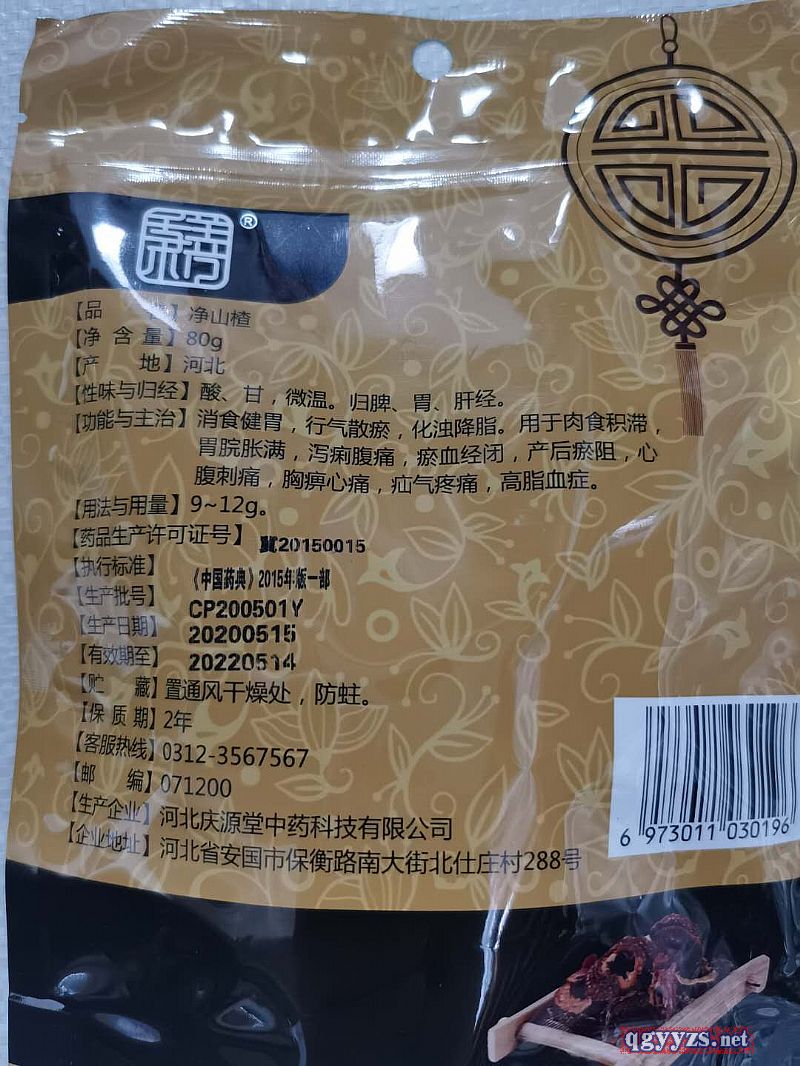 ®
【品 名】净山楂
【净含量】80g
【产 地】河北
【性味与归经】酸、甘，微温。归脾、胃、肝经。
【功能与主治】消食健胃，行气散瘀，化浊降脂。用于肉食积滞，
胃脘胀满，泻痢腹痛，瘀血经闭，产后瘀阻，心
腹刺痛，胸痹心痛，疝气疼痛，高脂血症。
【用法与用量】9~12g。
【药品生产许可证号】冀20150015
【执行标准】《中国药典》2015年版一部
【生产批号】CP200501Y
【生产日期】20200515
【有效期至】20220514
【贮 藏】置通风干燥处，防蛀。
【保质期】2年
【客服热线】0312-3567567
【邮 编】071200
【生产企业】河北庆源堂中药科技有限公司
【企业地址】河北省安国市保衡路南大街北仕庄村288号
6 973011 030196
qgyyzs.net